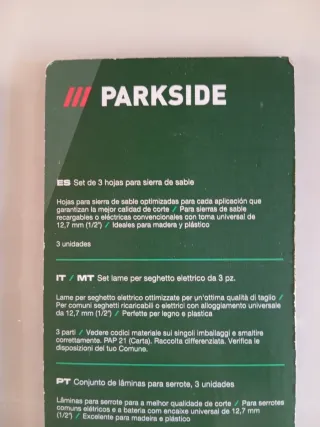 PARKSIDE
ES Set de 3 hojas para sierra de sable
Hojas para sierra de sable optimizadas para cada aplicación que
garantizan la mejor calidad de corte / Para sierras de sable
recargables o eléctricas convencionales con toma universal de
12,7 mm (1/2") / Ideales para madera y plástico
3 unidades
IT / MT Set lame per seghetto elettrico da 3 pz.
Lame per seghetto elettrico ottimizzate per un'ottima qualità di taglio /
Per comuni seghetti ricaricabili o elettrici con alloggiamento universale
da 12,7 mm (1/2") / Perfette per legno e plastica
3 parti / Vedere codici materiale sui singoli imballaggi e smaltire
correttamente. PAP 21 (Carta). Raccolta differenziata. Verifica le
disposizioni del tuo Comune.
PT Conjunto de lâminas para serrote, 3 unidades
Lâminas para serrote para a melhor qualidade de corte / Para serrotes
comuns elétricos e a bateria com encaixe universal de 12,7 mm
(1/2") / Excelente para madeira e plástico